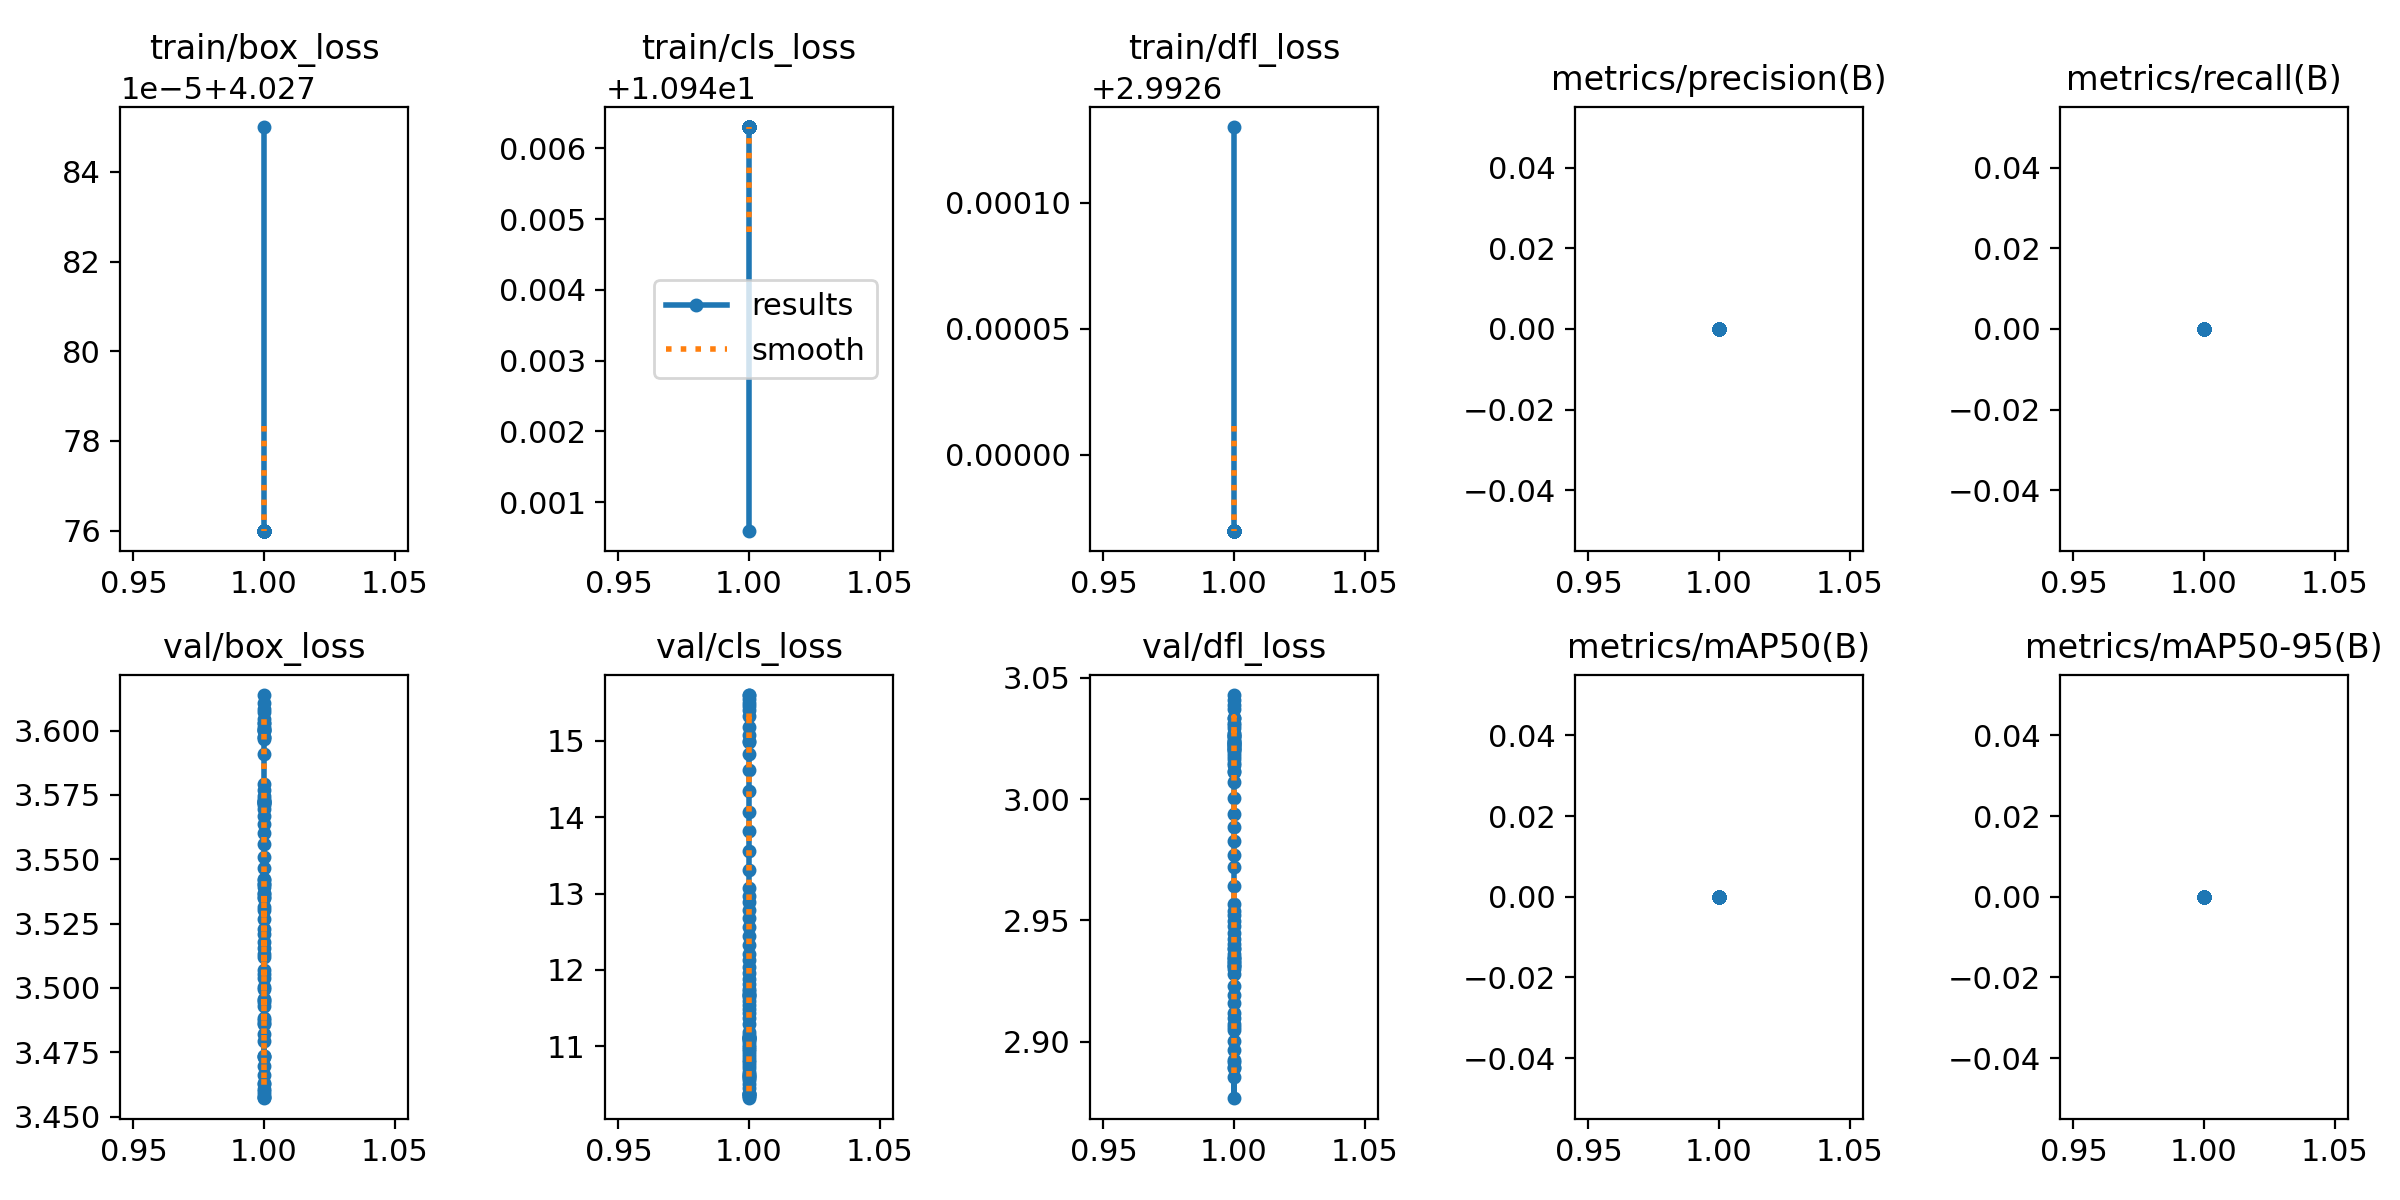 train/box_loss
1e−5+4.027
84
82
80
78
76
0.95 1.00 1.05
train/cls_loss
+1.094e1
0.006
0.005
0.004
0.003
0.002
0.001
results
smooth
0.95 1.00 1.05
train/dfl_loss
+2.9926
0.00010
0.00005
0.00000
0.95 1.00 1.05
metrics/precision(B)
0.04
0.02
0.00
−0.02
−0.04
0.95 1.00 1.05
metrics/recall(B)
0.04
0.02
0.00
−0.02
−0.04
0.95 1.00 1.05
val/box_loss
3.600
3.575
3.550
3.525
3.500
3.475
3.450
0.95 1.00 1.05
val/cls_loss
15
14
13
12
11
0.95 1.00 1.05
val/dfl_loss
3.05
3.00
2.95
2.90
0.95 1.00 1.05
metrics/mAP50(B)
0.04
0.02
0.00
−0.02
−0.04
0.95 1.00 1.05
metrics/mAP50-95(B)
0.04
0.02
0.00
−0.02
−0.04
0.95 1.00 1.05